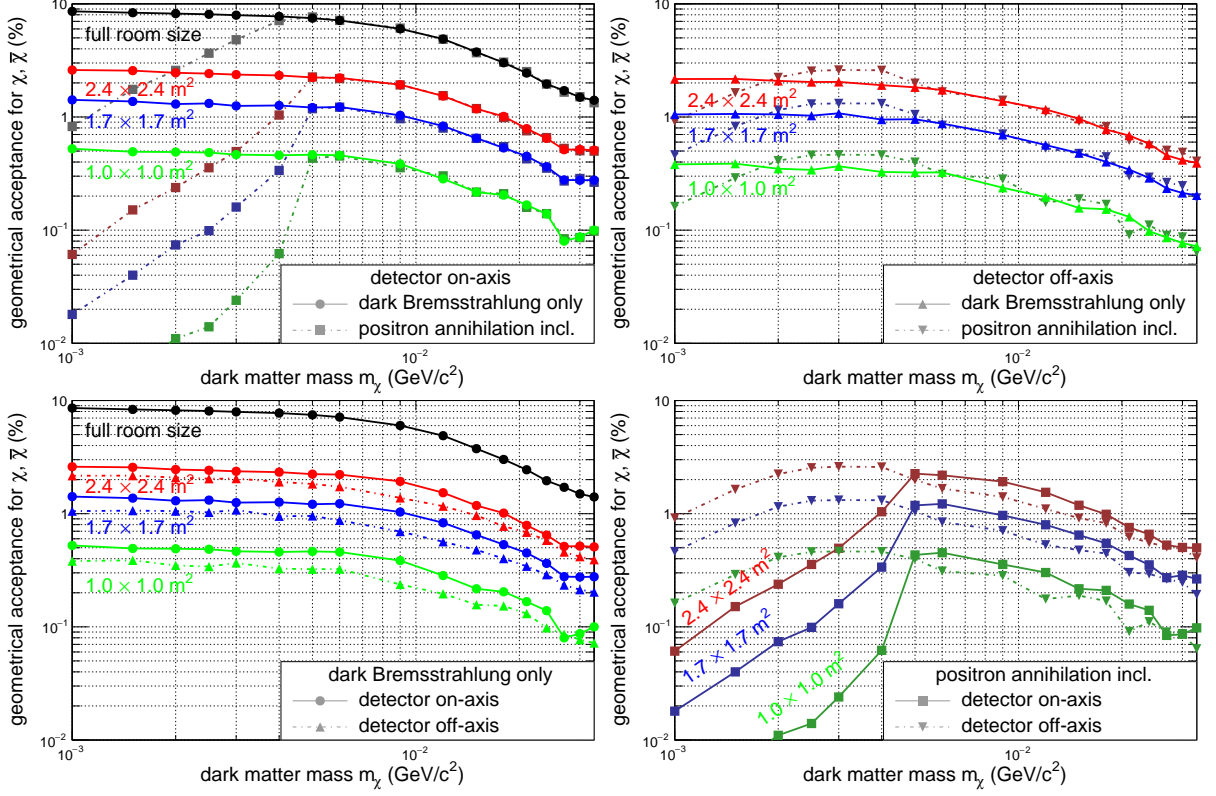 geometrical acceptance for χ, χ̅ (%)
10
1
10⁻¹
10⁻²
full room size
2.4 × 2.4 m²
1.7 × 1.7 m²
1.0 × 1.0 m²
detector on-axis
dark Bremsstrahlung only
positron annihilation incl.
10⁻³
10⁻²
dark matter mass m_χ (GeV/c²)
geometrical acceptance for χ, χ̅ (%)
10
1
10⁻¹
10⁻²
2.4 × 2.4 m²
1.7 × 1.7 m²
1.0 × 1.0 m²
detector off-axis
dark Bremsstrahlung only
positron annihilation incl.
10⁻³
10⁻²
dark matter mass m_χ (GeV/c²)
geometrical acceptance for χ, χ̅ (%)
10
1
10⁻¹
10⁻²
full room size
2.4 × 2.4 m²
1.7 × 1.7 m²
1.0 × 1.0 m²
dark Bremsstrahlung only
detector on-axis
detector off-axis
10⁻³
10⁻²
dark matter mass m_χ (GeV/c²)
geometrical acceptance for χ, χ̅ (%)
10
1
10⁻¹
10⁻²
2.4 × 2.4 m²
1.7 × 1.7 m²
1.0 × 1.0 m²
positron annihilation incl.
detector on-axis
detector off-axis
10⁻³
10⁻²
dark matter mass m_χ (GeV/c²)